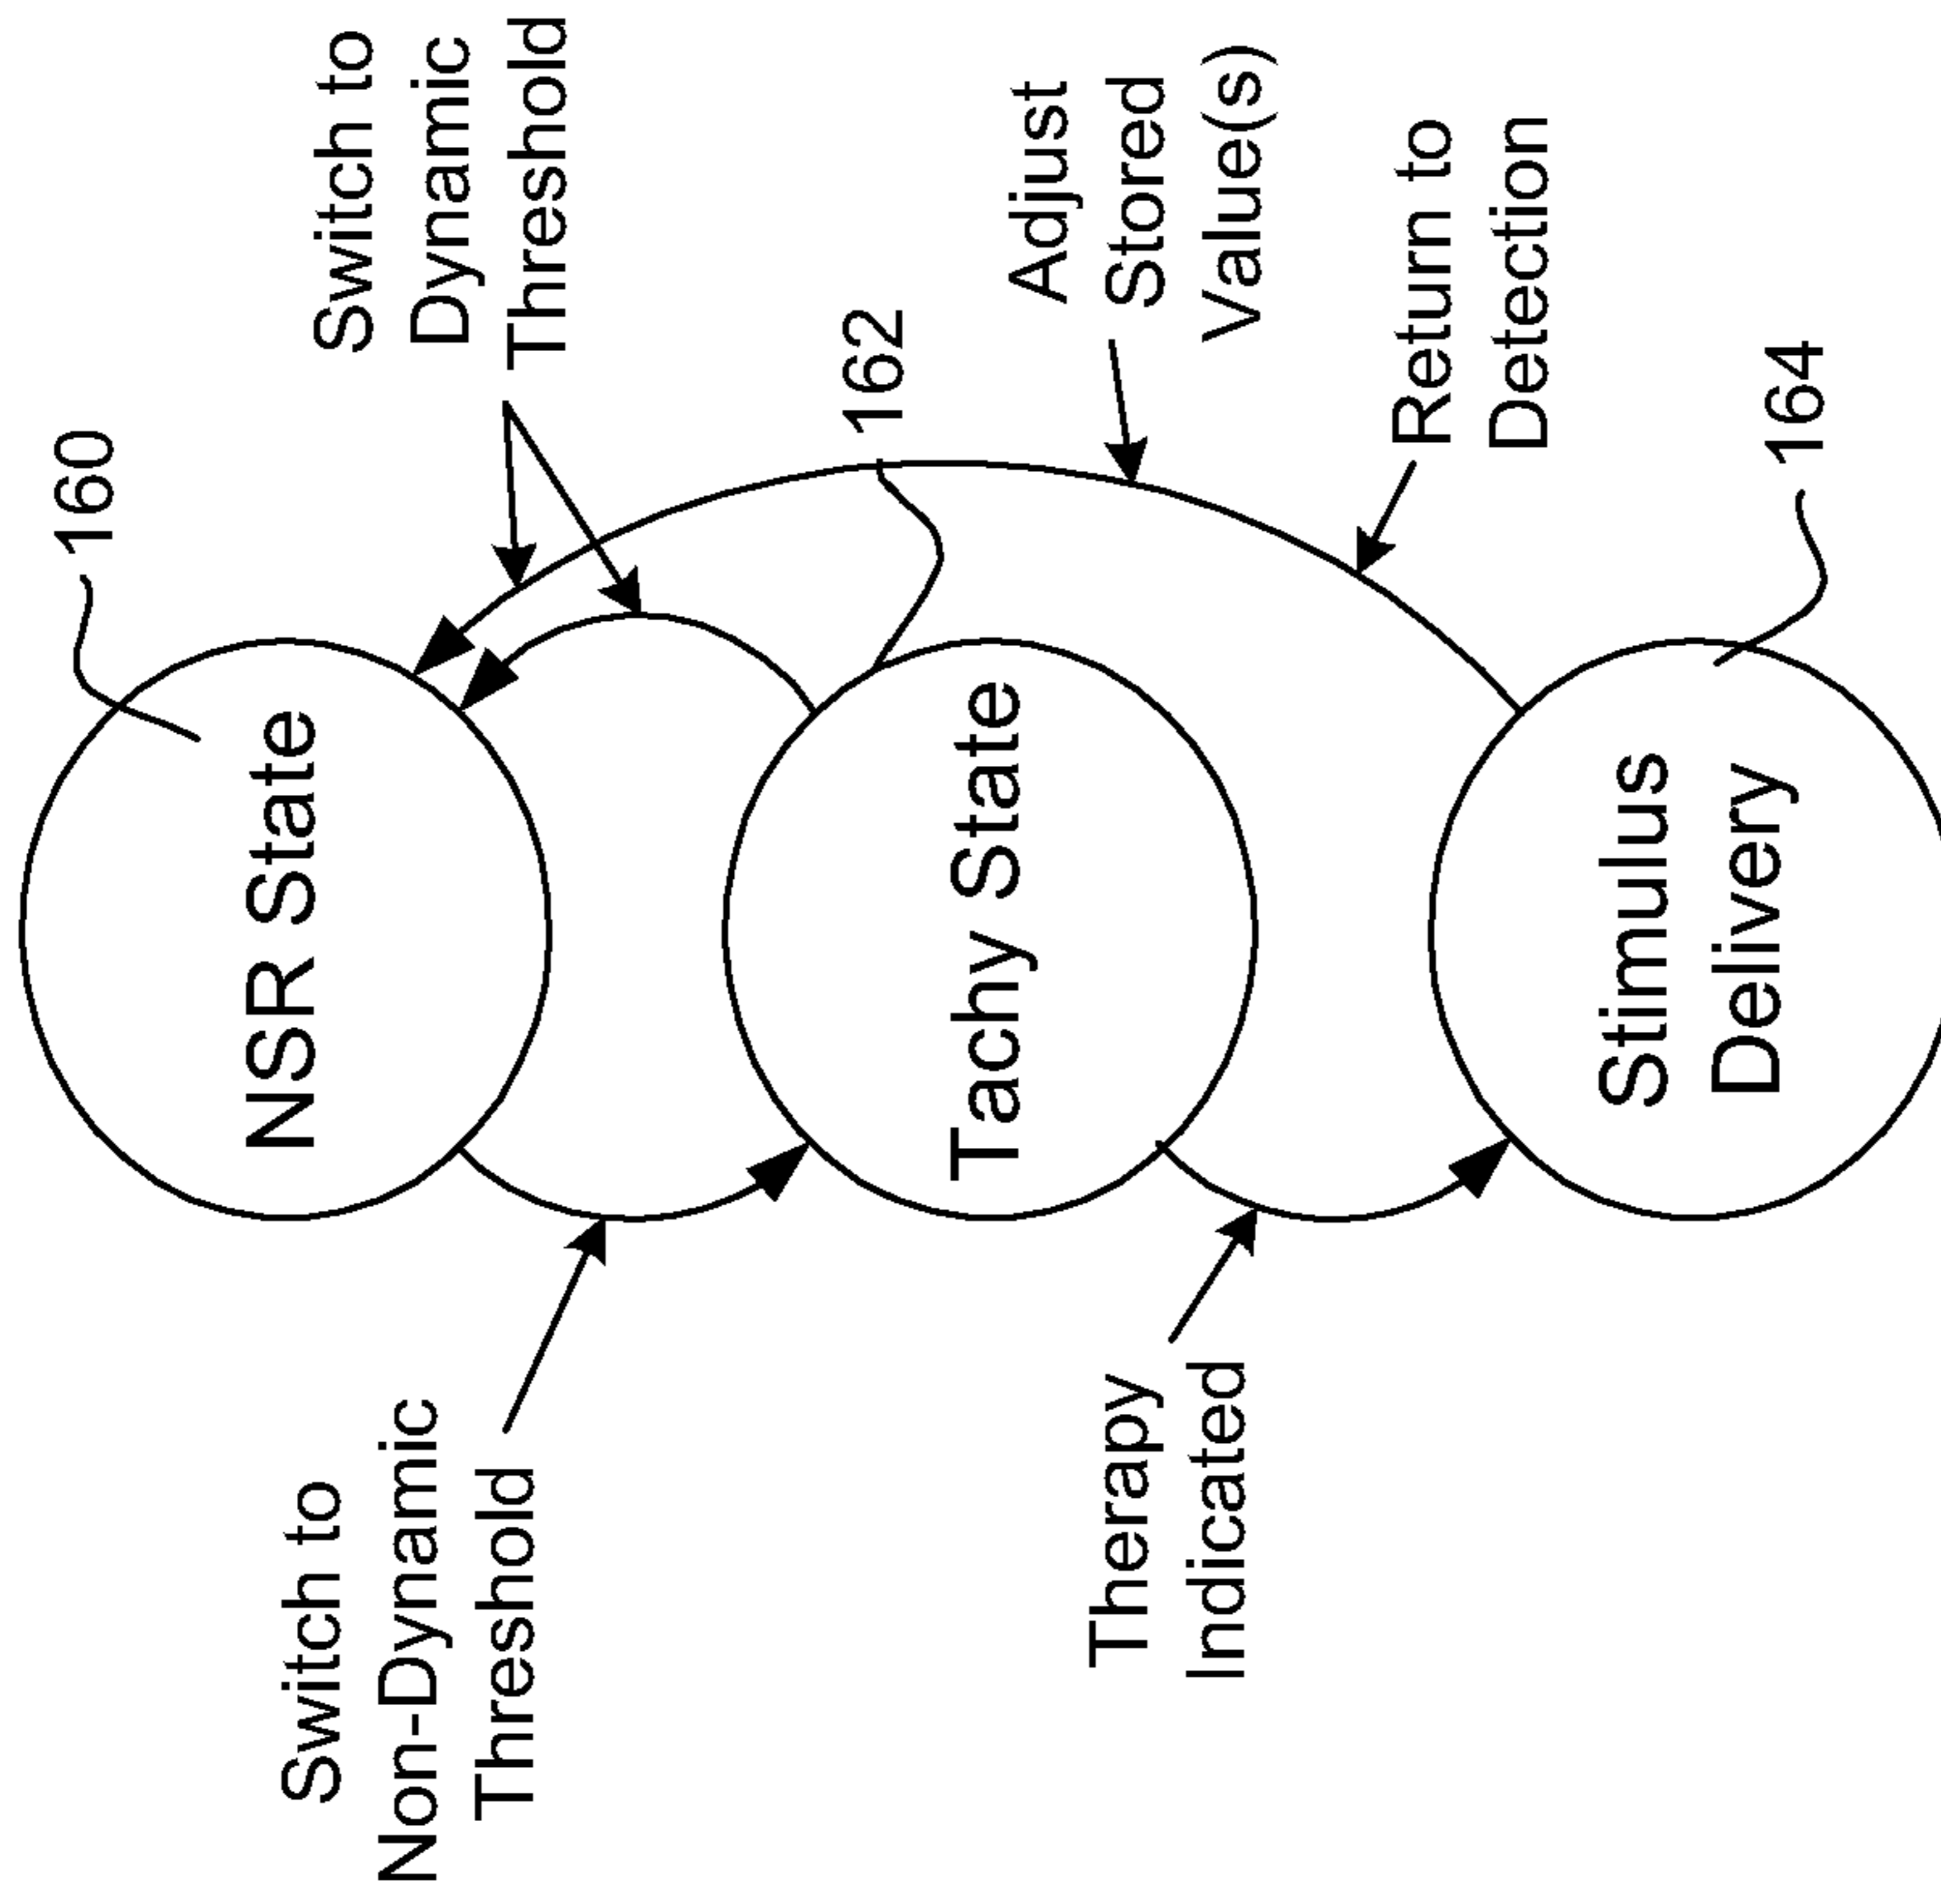 160
NSR State
Switch to
Dynamic
Threshold
Switch to
Non-Dynamic
Threshold
162
Tachy State
Adjust
Stored
Value(s)
Therapy
Indicated
Return to
Detection
164
Stimulus
Delivery